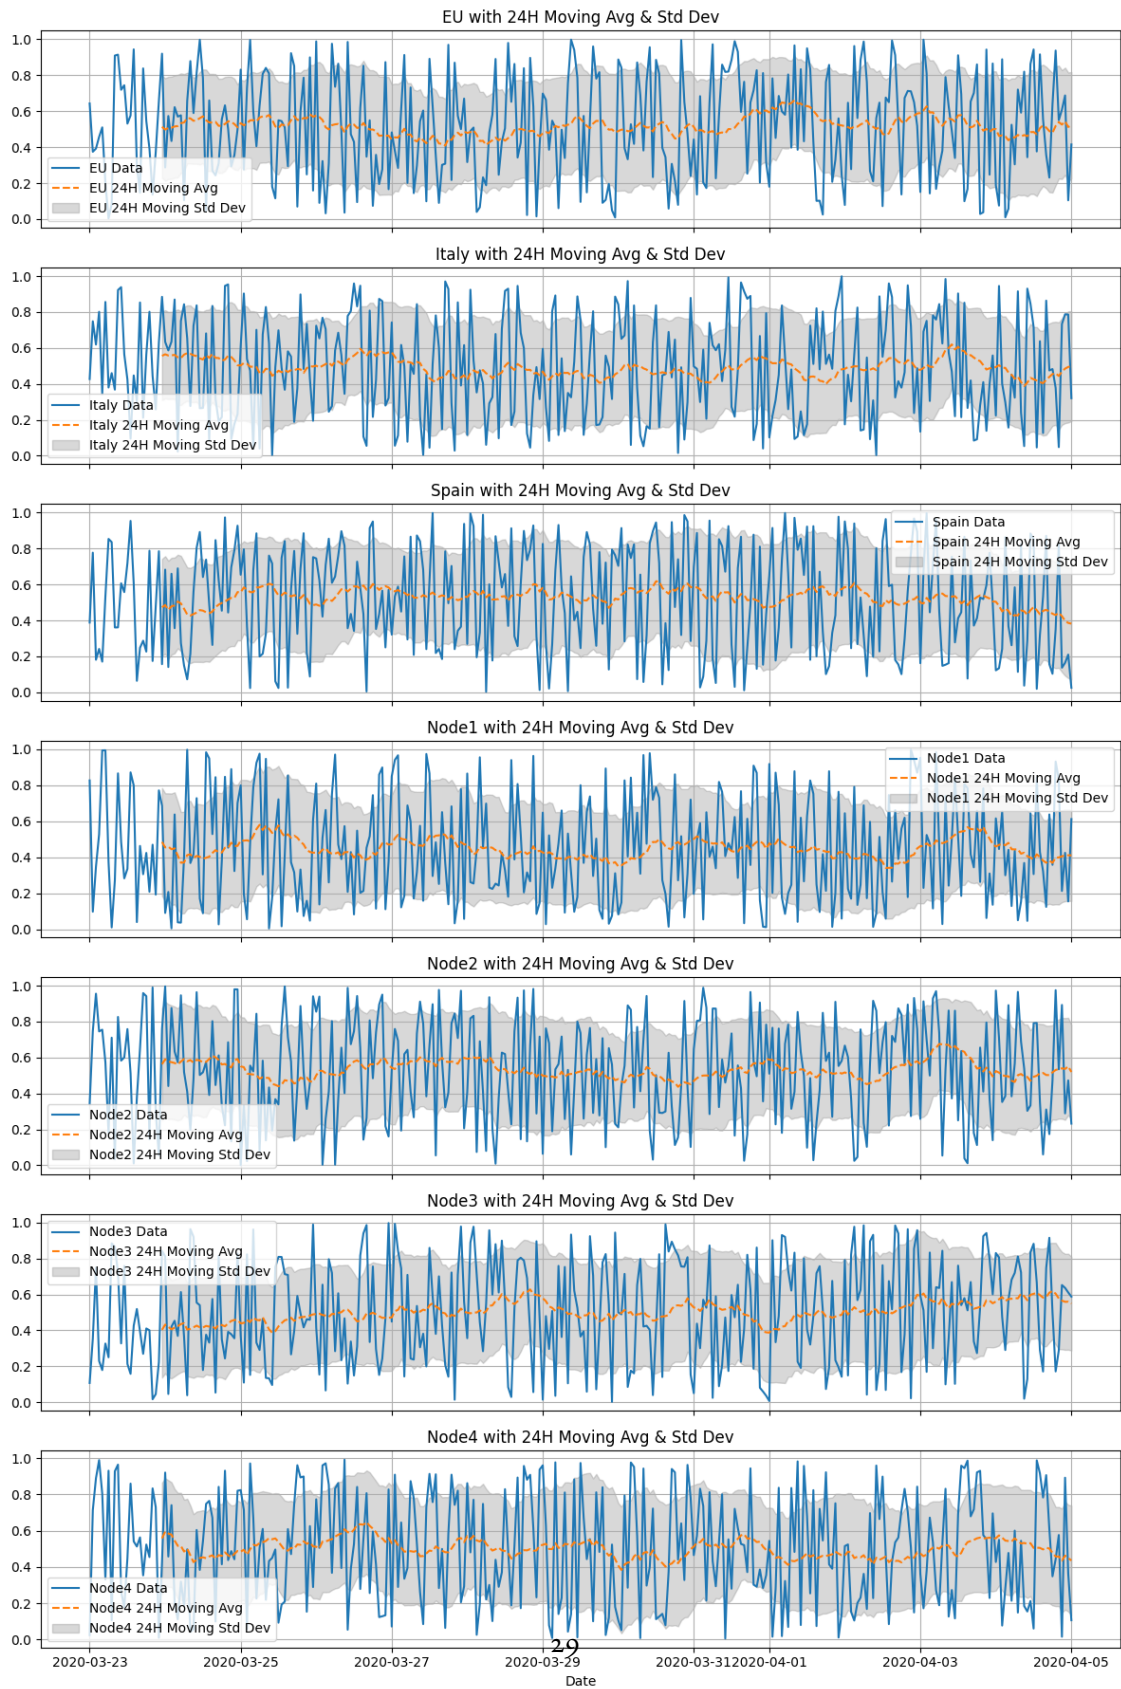 EU with 24H Moving Avg & Std Dev
1.0
0.8
0.6
0.4
0.2
0.0
EU Data
EU 24H Moving Avg
EU 24H Moving Std Dev
Italy with 24H Moving Avg & Std Dev
1.0
0.8
0.6
0.4
0.2
0.0
Italy Data
Italy 24H Moving Avg
Italy 24H Moving Std Dev
Spain with 24H Moving Avg & Std Dev
1.0
0.8
0.6
0.4
0.2
0.0
Spain Data
Spain 24H Moving Avg
Spain 24H Moving Std Dev
Node1 with 24H Moving Avg & Std Dev
1.0
0.8
0.6
0.4
0.2
0.0
Node1 Data
Node1 24H Moving Avg
Node1 24H Moving Std Dev
Node2 with 24H Moving Avg & Std Dev
1.0
0.8
0.6
0.4
0.2
0.0
Node2 Data
Node2 24H Moving Avg
Node2 24H Moving Std Dev
Node3 with 24H Moving Avg & Std Dev
1.0
0.8
0.6
0.4
0.2
0.0
Node3 Data
Node3 24H Moving Avg
Node3 24H Moving Std Dev
Node4 with 24H Moving Avg & Std Dev
1.0
0.8
0.6
0.4
0.2
0.0
Node4 Data
Node4 24H Moving Avg
Node4 24H Moving Std Dev
29
2020-03-23 2020-03-25 2020-03-27 2020-03-29 2020-03-31 2020-04-01 2020-04-03 2020-04-05
Date